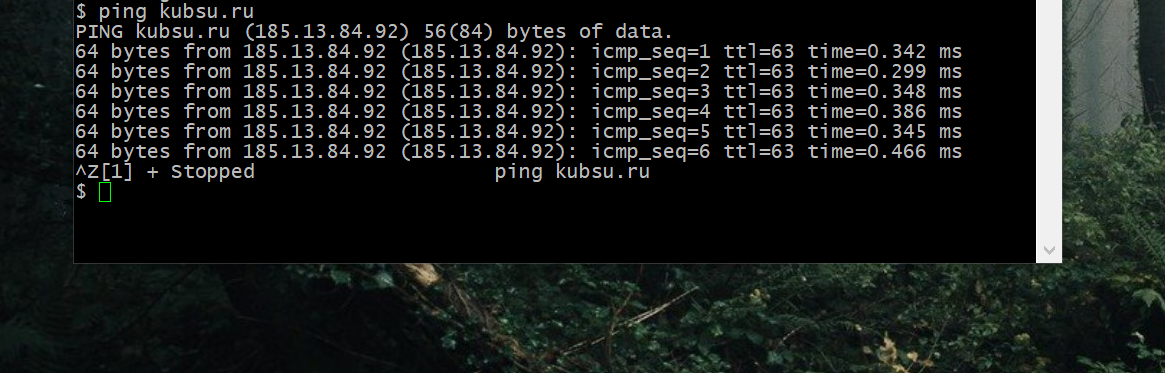 $ ping kubsu.ru
PING kubsu.ru (185.13.84.92) 56(84) bytes of data.
64 bytes from 185.13.84.92 (185.13.84.92): icmp_seq=1 ttl=63 time=0.342 ms
64 bytes from 185.13.84.92 (185.13.84.92): icmp_seq=2 ttl=63 time=0.299 ms
64 bytes from 185.13.84.92 (185.13.84.92): icmp_seq=3 ttl=63 time=0.348 ms
64 bytes from 185.13.84.92 (185.13.84.92): icmp_seq=4 ttl=63 time=0.386 ms
64 bytes from 185.13.84.92 (185.13.84.92): icmp_seq=5 ttl=63 time=0.345 ms
64 bytes from 185.13.84.92 (185.13.84.92): icmp_seq=6 ttl=63 time=0.466 ms
^Z[1] + Stopped                    ping kubsu.ru
$